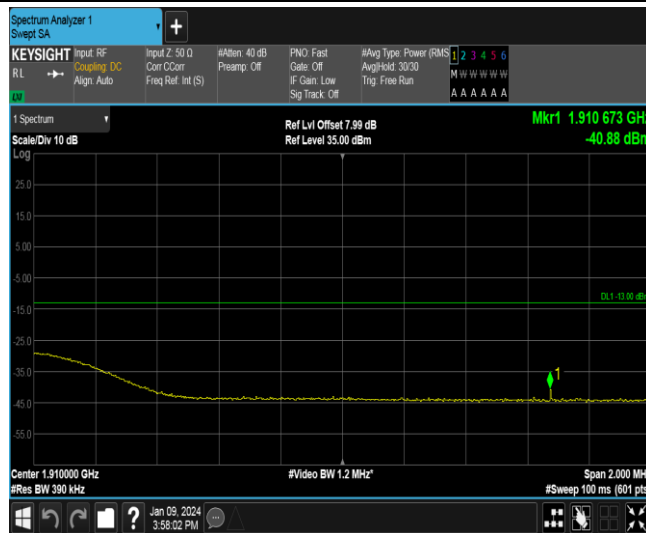 Spectrum Analyzer 1
Swept SA
+
KEYSIGHT
RL
Input: RF
Coupling: DC
Align: Auto
Input Z: 50 Ω
Corr CCorr
Freq Ref: Int (S)
#Atten: 40 dB
Preamp: Off
PNO: Fast
Gate: Off
IF Gain: Low
Sig Track: Off
#Avg Type: Power (RMS
Avg|Hold: 30/30
Trig: Free Run
1 2 3 4 5 6
M W W W W W
A A A A A A
1 Spectrum
Scale/Div 10 dB
Log
Ref Lvl Offset 7.99 dB
Ref Level 35.00 dBm
Mkr1 1.910 673 GHz
-40.88 dBm
25.0
15.0
5.00
-5.00
DL1 -13.00 dBm
-15.0
-25.0
1
-35.0
-45.0
-55.0
Center 1.910000 GHz
#Res BW 390 kHz
#Video BW 1.2 MHz*
Span 2.000 MH
#Sweep 100 ms (601 pts
?
Jan 09, 2024
3:58:02 PM